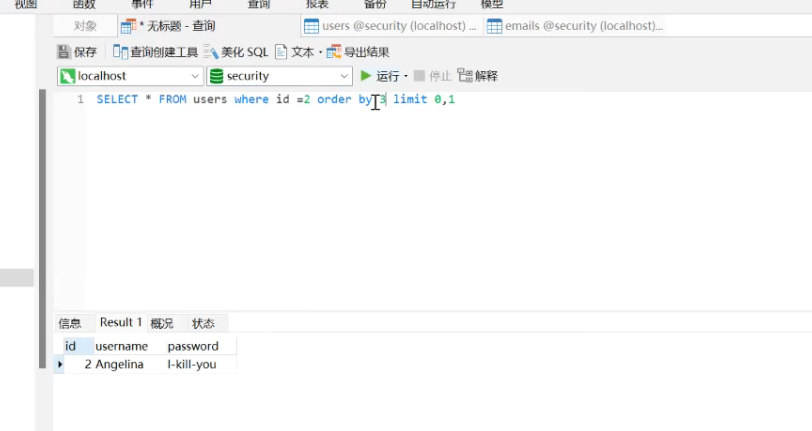 视图 函数 事件 用户 查询 报表 备份 自动运行 模型
对象 * 无标题 - 查询 users @security (localhost) ... emails @security (localhost)...
保存 查询创建工具 美化 SQL 文本 导出结果
localhost security 运行 停止 解释
1 SELECT * FROM users where id =2 order by 3 limit 0,1
信息 Result 1 概况 状态
id username password
2 Angelina I-kill-you